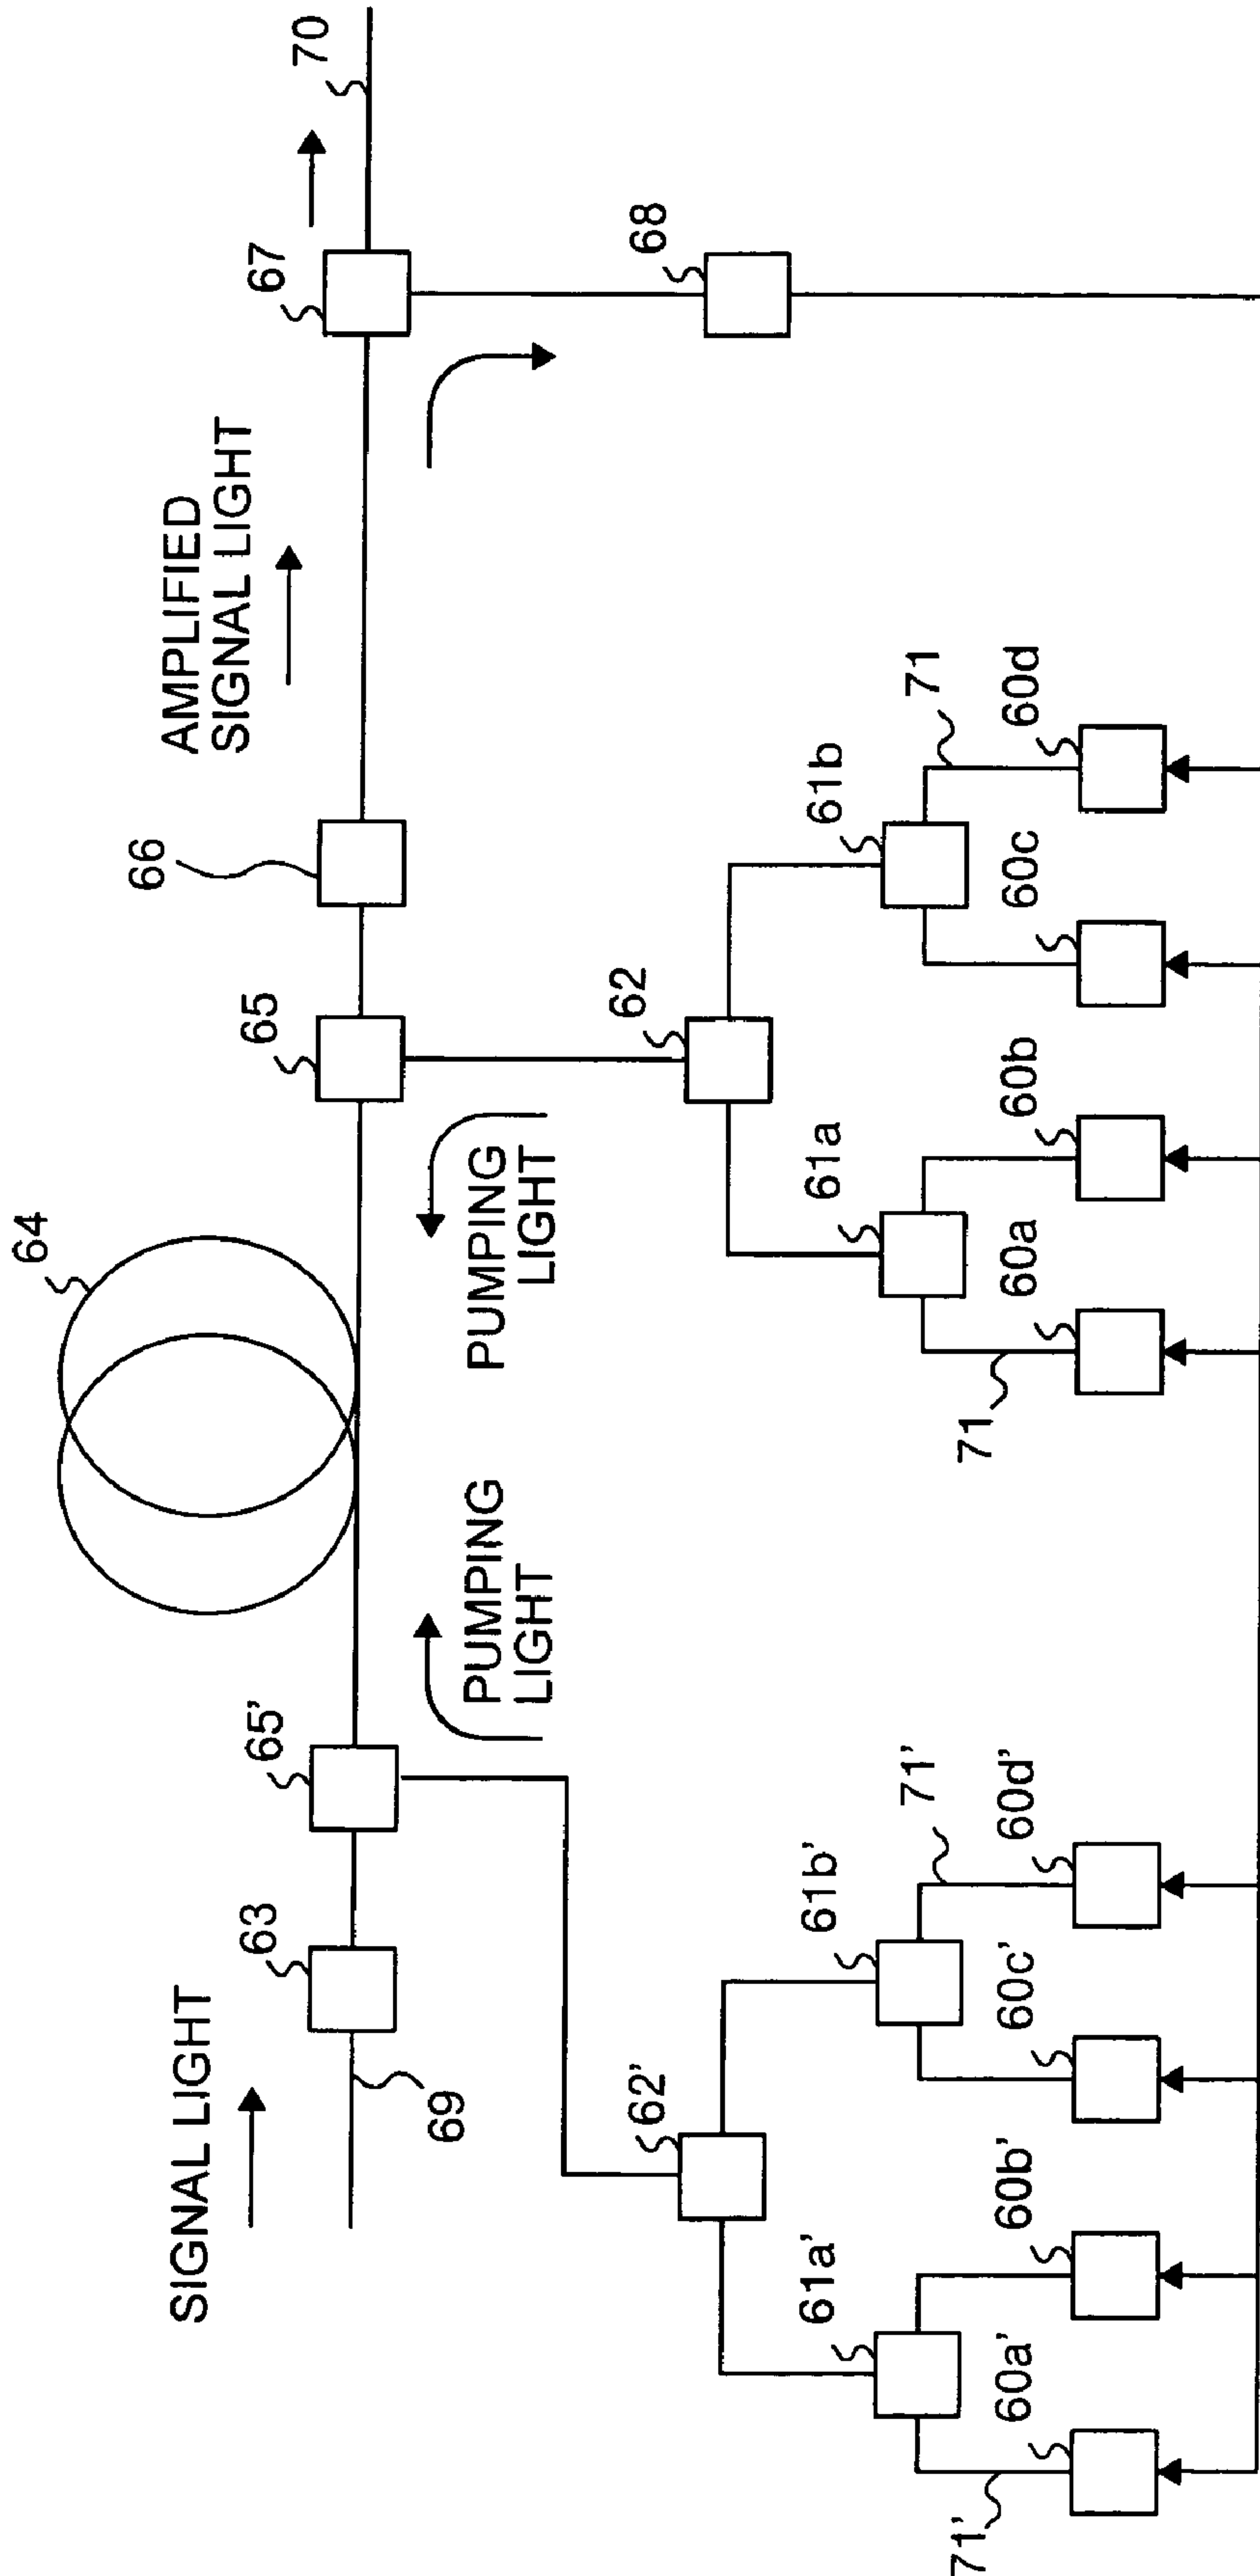 SIGNAL LIGHT
69
63
65'
64
PUMPING
LIGHT
PUMPING
LIGHT
65
66
AMPLIFIED
SIGNAL LIGHT
67
70
68
62'
61a'
61b'
71'
71'
60a'
60b'
60c'
60d'
62
61a
61b
71
71
60a
60b
60c
60d